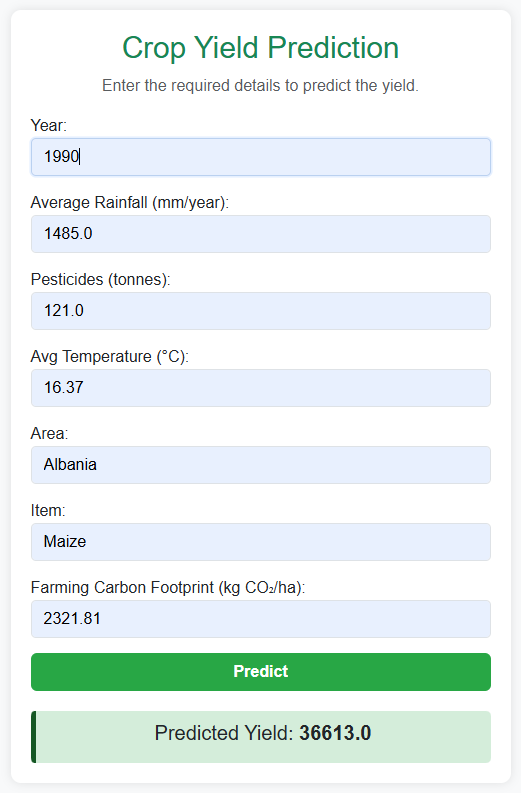 Crop Yield Prediction
Enter the required details to predict the yield.
Year:
1990
Average Rainfall (mm/year):
1485.0
Pesticides (tonnes):
121.0
Avg Temperature (°C):
16.37
Area:
Albania
Item:
Maize
Farming Carbon Footprint (kg CO₂/ha):
2321.81
Predict
Predicted Yield: 36613.0